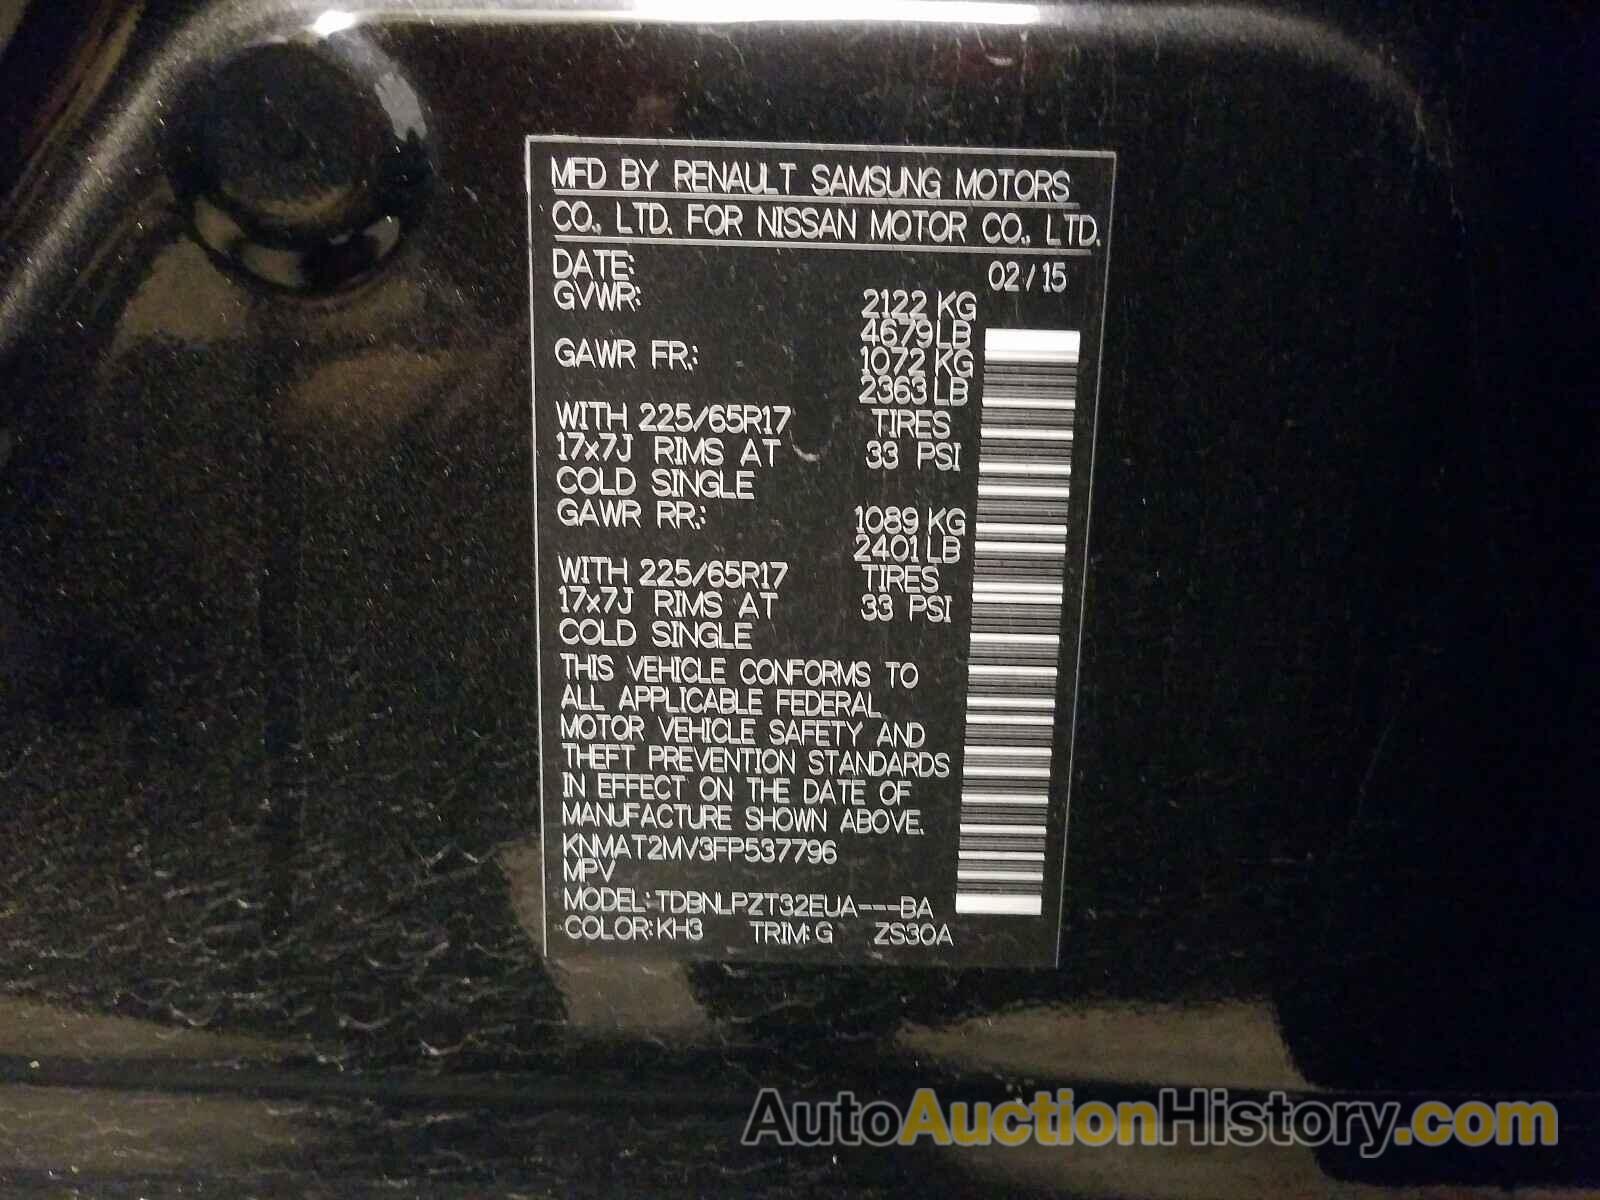 MFD BY RENAULT SAMSUNG MOTORS
CO., LTD. FOR NISSAN MOTOR CO., LTD.
DATE: 02/15
GVWR: 2122 KG
4679 LB
GAWR FR.: 1072 KG
2363 LB
WITH 225/65R17 TIRES
17x7J RIMS AT 33 PSI
COLD SINGLE
GAWR RR.: 1089 KG
2401 LB
WITH 225/65R17 TIRES
17x7J RIMS AT 33 PSI
COLD SINGLE
THIS VEHICLE CONFORMS TO
ALL APPLICABLE FEDERAL
MOTOR VEHICLE SAFETY AND
THEFT PREVENTION STANDARDS
IN EFFECT ON THE DATE OF
MANUFACTURE SHOWN ABOVE.
KNMAT2MV3FP537796
MPV
MODEL: TDBNLPZT32EUA---BA
COLOR: KH3 TRIM: G ZS30A
AutoAuctionHistory.com